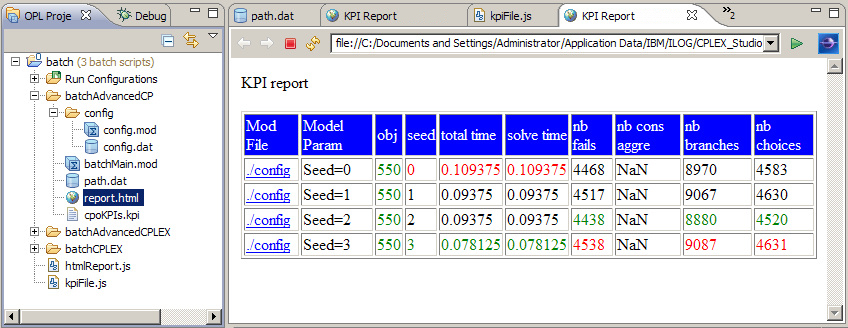 OPL Proje
Debug
batch (3 batch scripts)
Run Configurations
batchAdvancedCP
config
config.mod
config.dat
batchMain.mod
path.dat
report.html
cpoKPIs.kpi
batchAdvancedCPLEX
batchCPLEX
htmlReport.js
kpiFile.js
path.dat KPI Report kpiFile.js KPI Report 2
file://C:/Documents and Settings/Administrator/Application Data/IBM/ILOG/CPLEX_Studio
KPI report
Mod File Model Param obj seed total time solve time nb fails nb cons aggre nb branches nb choices
./config Seed=0 550 0 0.109375 0.109375 4468 NaN 8970 4583
./config Seed=1 550 1 0.09375 0.09375 4517 NaN 9067 4630
./config Seed=2 550 2 0.09375 0.09375 4438 NaN 8880 4520
./config Seed=3 550 3 0.078125 0.078125 4538 NaN 9087 4631